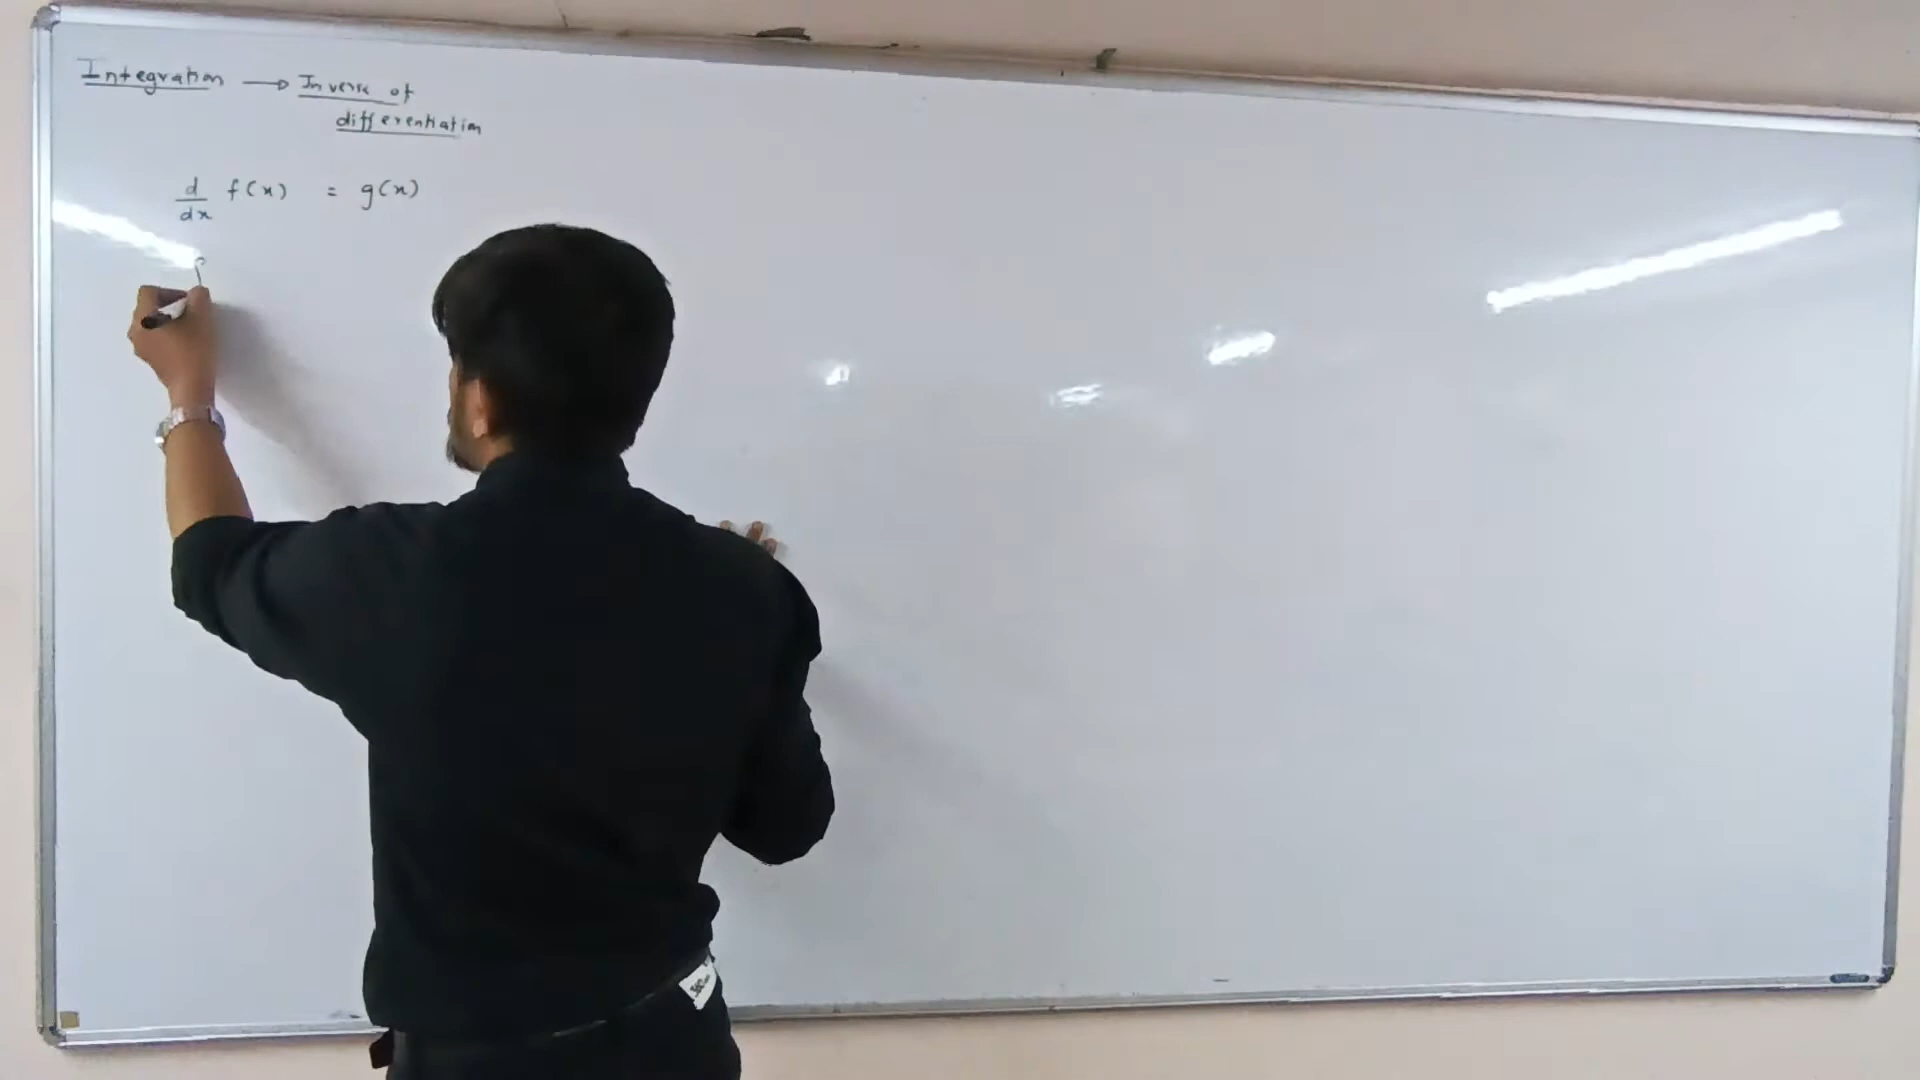 Integration → Inverse of
differentiation
d/dx f(x) = g(x)
∫